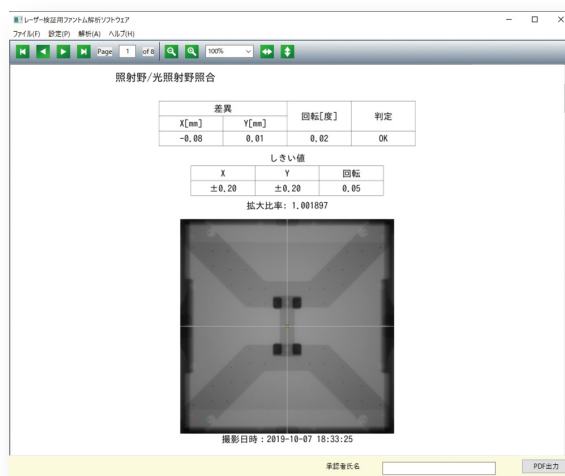 レーザー検証用ファントム解析ソフトウェア
ファイル(F) 設定(P) 解析(A) ヘルプ(H)
Page 1 of 8 100%
照射野/光照射野照合
差異 回転[度] 判定
X[mm] Y[mm]
-0.08 0.01 0.02 OK
しきい値
X Y 回転
±0.20 ±0.20 0.05
拡大比率: 1.001897
撮影日時：2019-10-07 18:33:25
承認者氏名 PDF出力